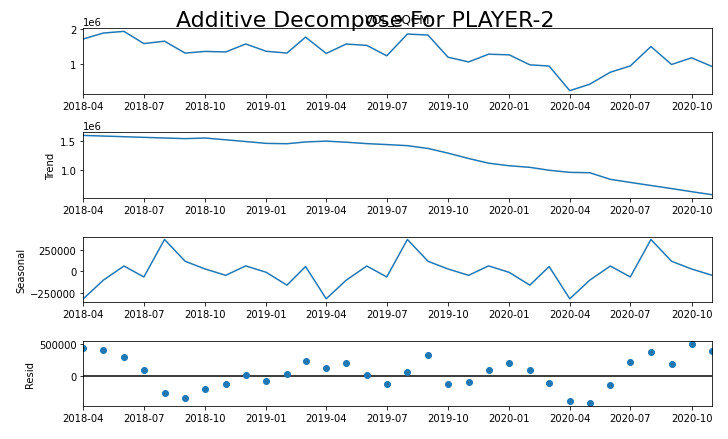 Additive Decompose For PLAYER-2
1e6
2
1
2018-04 2018-07 2018-10 2019-01 2019-04 2019-07 2019-10 2020-01 2020-04 2020-07 2020-10
1e6
1.5
1.0
Trend
2018-04 2018-07 2018-10 2019-01 2019-04 2019-07 2019-10 2020-01 2020-04 2020-07 2020-10
250000
0
−250000
Seasonal
2018-04 2018-07 2018-10 2019-01 2019-04 2019-07 2019-10 2020-01 2020-04 2020-07 2020-10
500000
0
Resid
2018-04 2018-07 2018-10 2019-01 2019-04 2019-07 2019-10 2020-01 2020-04 2020-07 2020-10